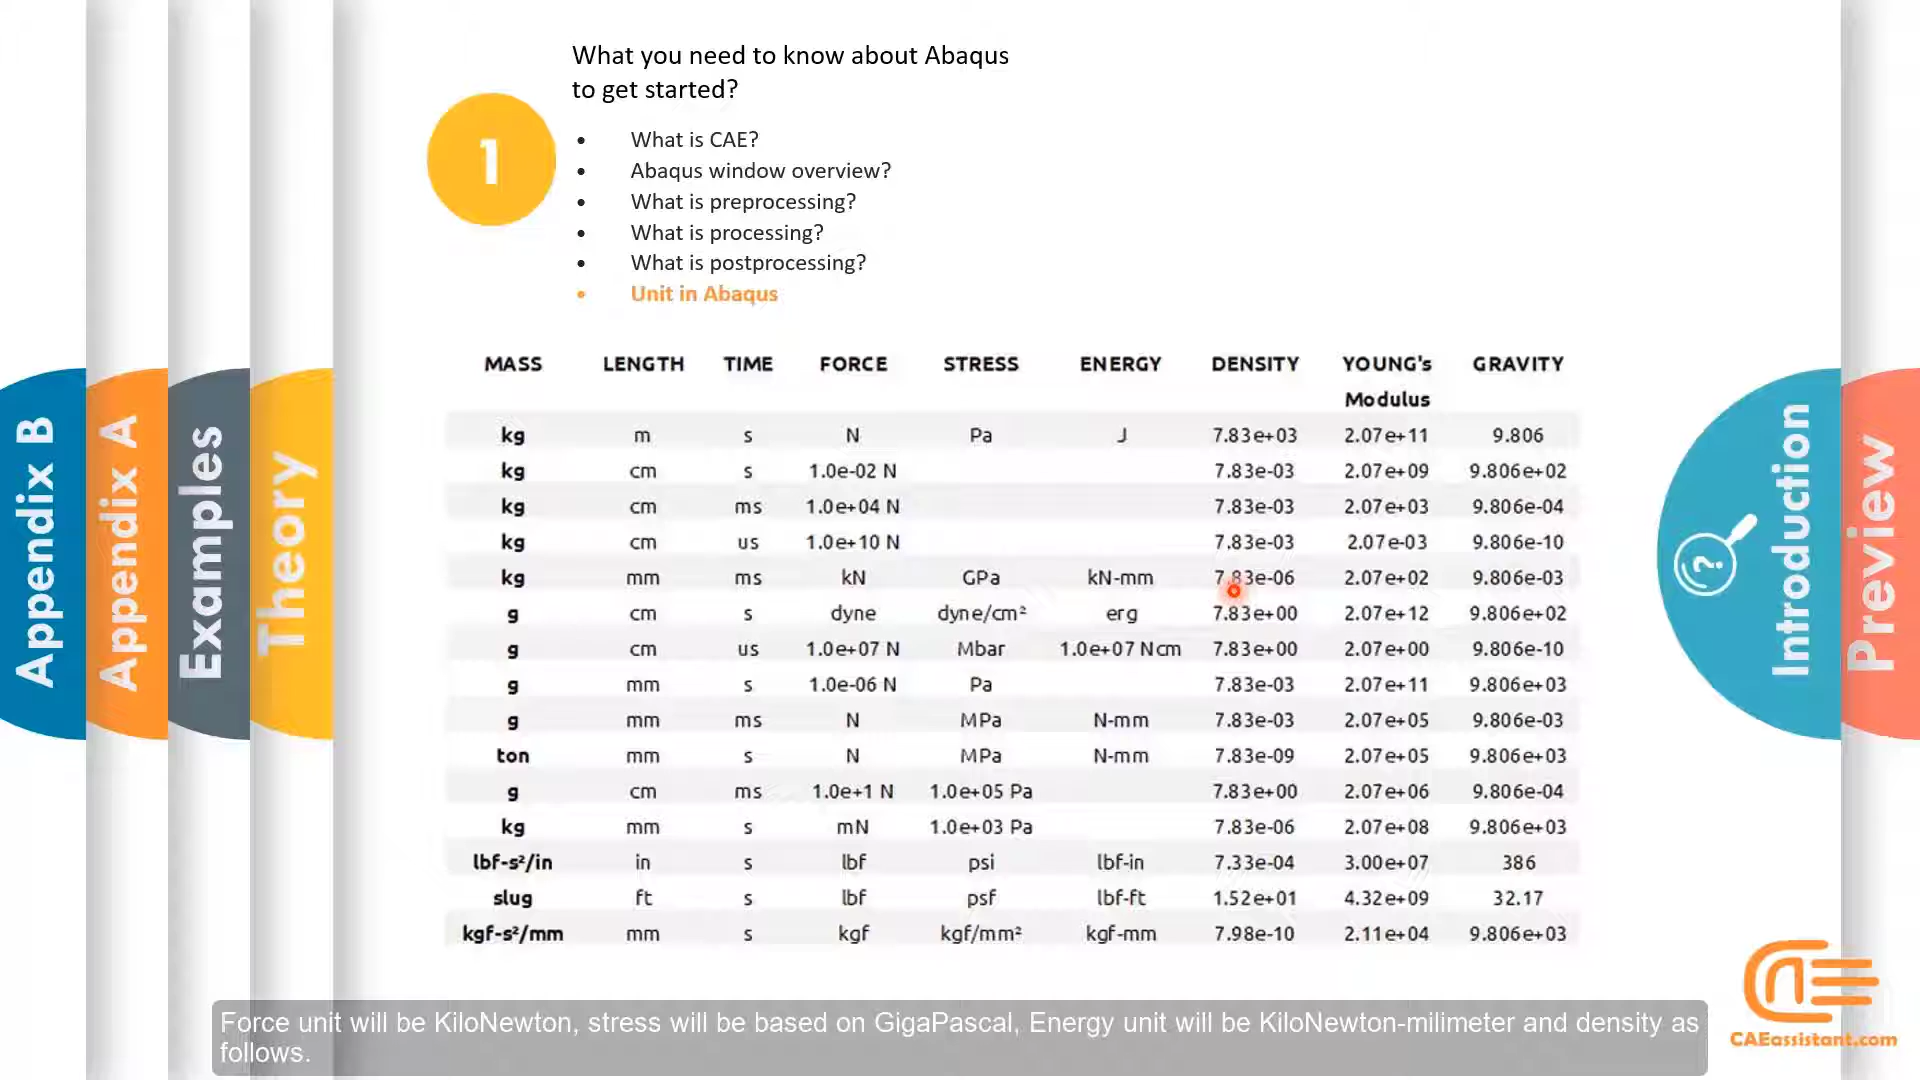 What you need to know about Abaqus
to get started?
1
• What is CAE?
• Abaqus window overview?
• What is preprocessing?
• What is processing?
• What is postprocessing?
• Unit in Abaqus
MASS LENGTH TIME FORCE STRESS ENERGY DENSITY YOUNG's Modulus GRAVITY
kg m s N Pa J 7.83e+03 2.07e+11 9.806
kg cm s 1.0e-02 N 7.83e-03 2.07e+09 9.806e+02
kg cm ms 1.0e+04 N 7.83e-03 2.07e+03 9.806e-04
kg cm us 1.0e+10 N 7.83e-03 2.07e-03 9.806e-10
kg mm ms kN GPa kN-mm 7.83e-06 2.07e+02 9.806e-03
g cm s dyne dyne/cm² erg 7.83e+00 2.07e+12 9.806e+02
g cm us 1.0e+07 N Mbar 1.0e+07 Ncm 7.83e+00 2.07e+00 9.806e-10
g mm s 1.0e-06 N Pa 7.83e-03 2.07e+11 9.806e+03
g mm ms N MPa N-mm 7.83e-03 2.07e+05 9.806e-03
ton mm s N MPa N-mm 7.83e-09 2.07e+05 9.806e+03
g cm ms 1.0e+1 N 1.0e+05 Pa 7.83e+00 2.07e+06 9.806e-04
kg mm s mN 1.0e+03 Pa 7.83e-06 2.07e+08 9.806e+03
lbf-s²/in in s lbf psi lbf-in 7.33e-04 3.00e+07 386
slug ft s lbf psf lbf-ft 1.52e+01 4.32e+09 32.17
kgf-s²/mm mm s kgf kgf/mm² kgf-mm 7.98e-10 2.11e+04 9.806e+03
Appendix B
Appendix A
Examples
Theory
?
Introduction
Preview
CAEassistant.com
Force unit will be KiloNewton, stress will be based on GigaPascal, Energy unit will be KiloNewton-milimeter and density as
follows.